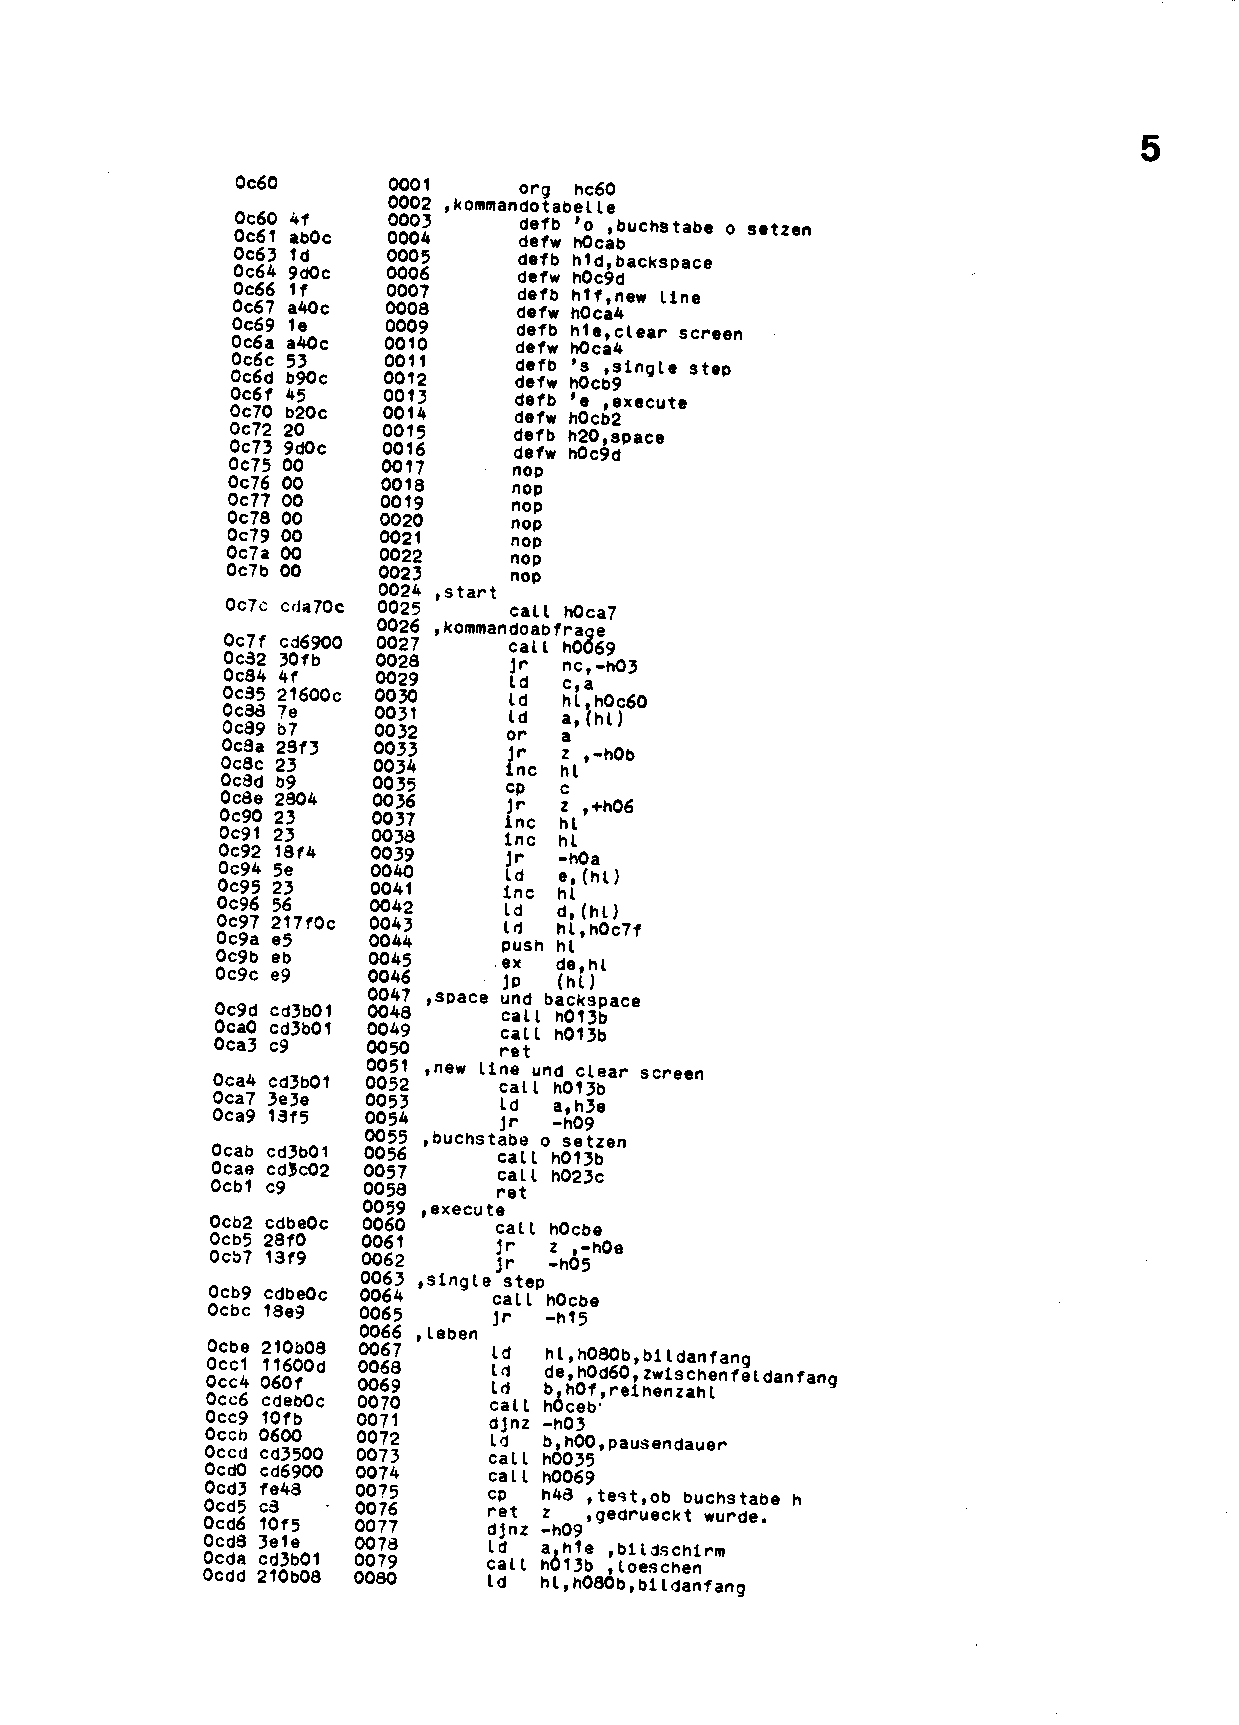 5
0c60 0001 org hc60
0002 ,kommandotabelle
0c60 4f 0003 defb 'o ,buchstabe o setzen
0c61 ab0c 0004 defw h0cab
0c63 1d 0005 defb h1d,backspace
0c64 9d0c 0006 defw h0c9d
0c66 1f 0007 defb h1f,new line
0c67 a40c 0008 defw h0ca4
0c69 1e 0009 defb h1e,clear screen
0c6a a40c 0010 defw h0ca4
0c6c 53 0011 defb 's ,single step
0c6d b90c 0012 defw h0cb9
0c6f 45 0013 defb 'e ,execute
0c70 b20c 0014 defw h0cb2
0c72 20 0015 defb h20,space
0c73 9d0c 0016 defw h0c9d
0c75 00 0017 nop
0c76 00 0018 nop
0c77 00 0019 nop
0c78 00 0020 nop
0c79 00 0021 nop
0c7a 00 0022 nop
0c7b 00 0023 nop
0024 ,start
0c7c cda70c 0025 call h0ca7
0026 ,kommandoabfrage
0c7f cd6900 0027 call h0069
0c82 30fb 0028 jr nc,-h03
0c84 4f 0029 ld c,a
0c85 21600c 0030 ld hl,h0c60
0c88 7e 0031 ld a,(hl)
0c89 b7 0032 or a
0c8a 28f3 0033 jr z ,-h0b
0c8c 23 0034 inc hl
0c8d b9 0035 cp c
0c8e 2804 0036 jr z ,+h06
0c90 23 0037 inc hl
0c91 23 0038 inc hl
0c92 18f4 0039 jr -h0a
0c94 5e 0040 ld e,(hl)
0c95 23 0041 inc hl
0c96 56 0042 ld d,(hl)
0c97 217f0c 0043 ld hl,h0c7f
0c9a e5 0044 push hl
0c9b eb 0045 ex de,hl
0c9c e9 0046 jp (hl)
0047 ,space und backspace
0c9d cd3b01 0048 call h013b
0ca0 cd3b01 0049 call h013b
0ca3 c9 0050 ret
0051 ,new line und clear screen
0ca4 cd3b01 0052 call h013b
0ca7 3e3e 0053 ld a,h3e
0ca9 18f5 0054 jr -h09
0055 ,buchstabe o setzen
0cab cd3b01 0056 call h013b
0cae cd3c02 0057 call h023c
0cb1 c9 0058 ret
0059 ,execute
0cb2 cdbe0c 0060 call h0cbe
0cb5 28f0 0061 jr z ,-h0e
0cb7 18f9 0062 jr -h05
0063 ,single step
0cb9 cdbe0c 0064 call h0cbe
0cbc 18e9 0065 jr -h15
0066 ,leben
0cbe 210b08 0067 ld hl,h080b,bildanfang
0cc1 11600d 0068 ld de,h0d60,zwischenfeldanfang
0cc4 060f 0069 ld b,h0f,reihenzahl
0cc6 cdeb0c 0070 call h0ceb
0cc9 10fb 0071 djnz -h03
0ccb 0600 0072 ld b,h00,pausendauer
0ccd cd3500 0073 call h0035
0cd0 cd6900 0074 call h0069
0cd3 fe48 0075 cp h48 ,test,ob buchstabe h
0cd5 c8 0076 ret z ,gedrueckt wurde.
0cd6 10f5 0077 djnz -h09
0cd8 3e1e 0078 ld a,h1e ,bildschirm
0cda cd3b01 0079 call h013b ,loeschen
0cdd 210b08 0080 ld hl,h080b,bildanfang